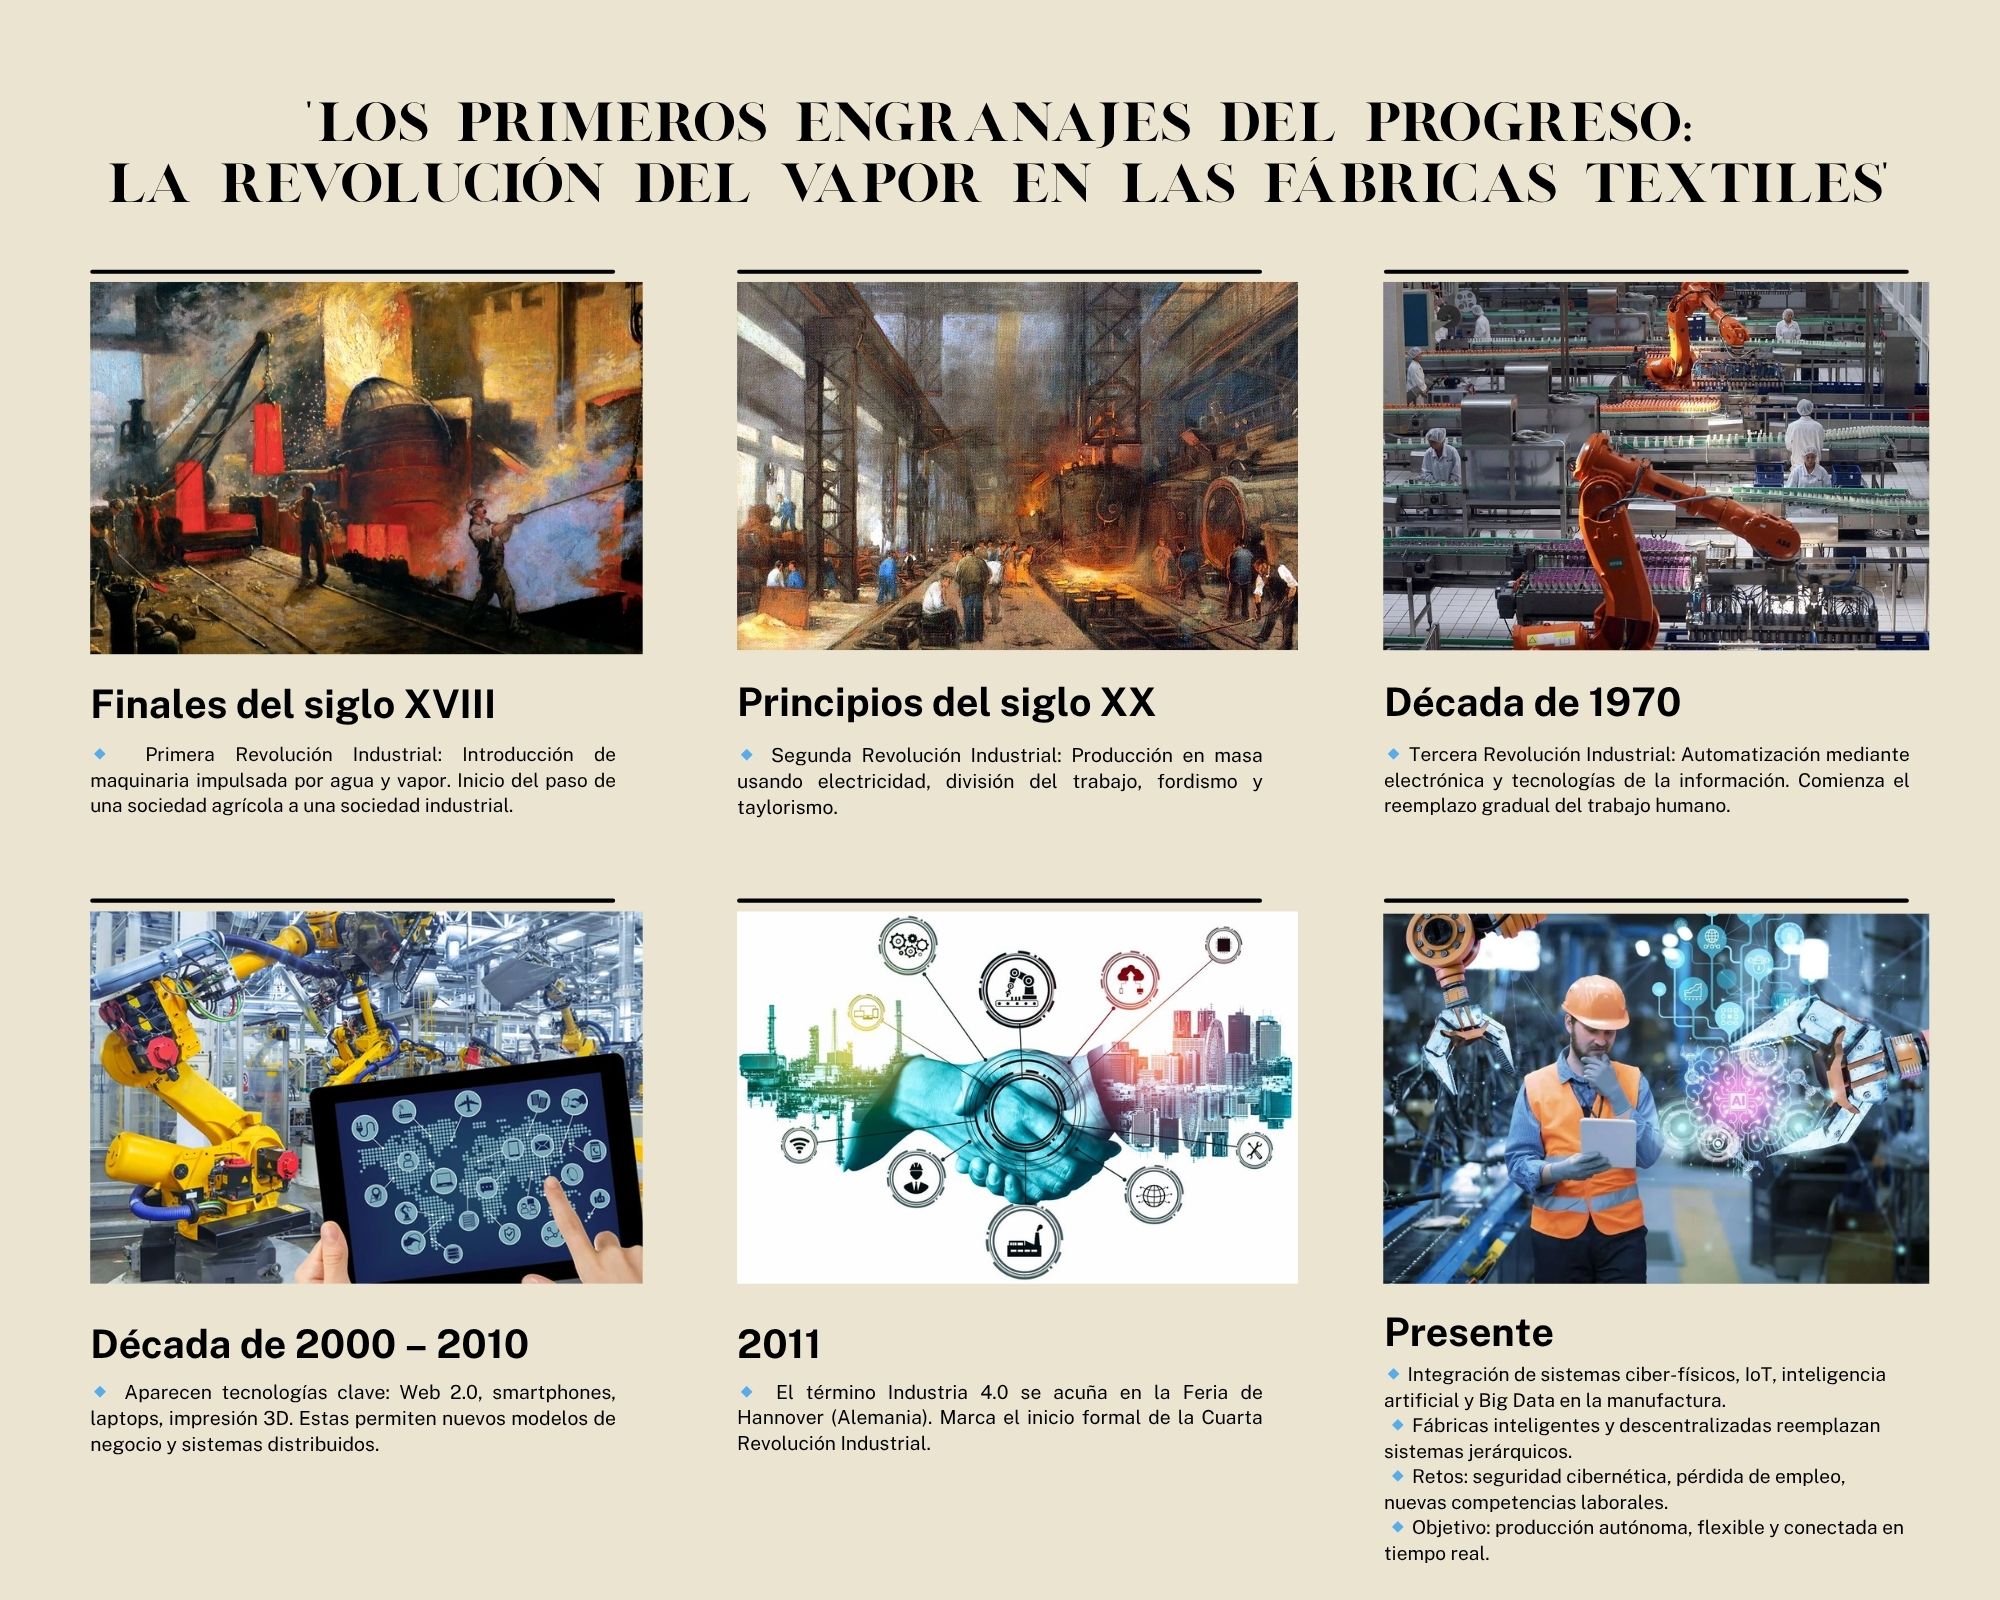 'LOS PRIMEROS ENGRANAJES DEL PROGRESO:
LA REVOLUCIÓN DEL VAPOR EN LAS FÁBRICAS TEXTILES'
Finales del siglo XVIII
🔹 Primera Revolución Industrial: Introducción de
maquinaria impulsada por agua y vapor. Inicio del paso de
una sociedad agrícola a una sociedad industrial.
Principios del siglo XX
🔹 Segunda Revolución Industrial: Producción en masa
usando electricidad, división del trabajo, fordismo y
taylorismo.
ABB
Década de 1970
🔹 Tercera Revolución Industrial: Automatización mediante
electrónica y tecnologías de la información. Comienza el
reemplazo gradual del trabajo humano.
Década de 2000 – 2010
🔹 Aparecen tecnologías clave: Web 2.0, smartphones,
laptops, impresión 3D. Estas permiten nuevos modelos de
negocio y sistemas distribuidos.
2011
🔹 El término Industria 4.0 se acuña en la Feria de
Hannover (Alemania). Marca el inicio formal de la Cuarta
Revolución Industrial.
AI
AI
Presente
🔹 Integración de sistemas ciber-físicos, IoT, inteligencia
artificial y Big Data en la manufactura.
🔹 Fábricas inteligentes y descentralizadas reemplazan
sistemas jerárquicos.
🔹 Retos: seguridad cibernética, pérdida de empleo,
nuevas competencias laborales.
🔹 Objetivo: producción autónoma, flexible y conectada en
tiempo real.